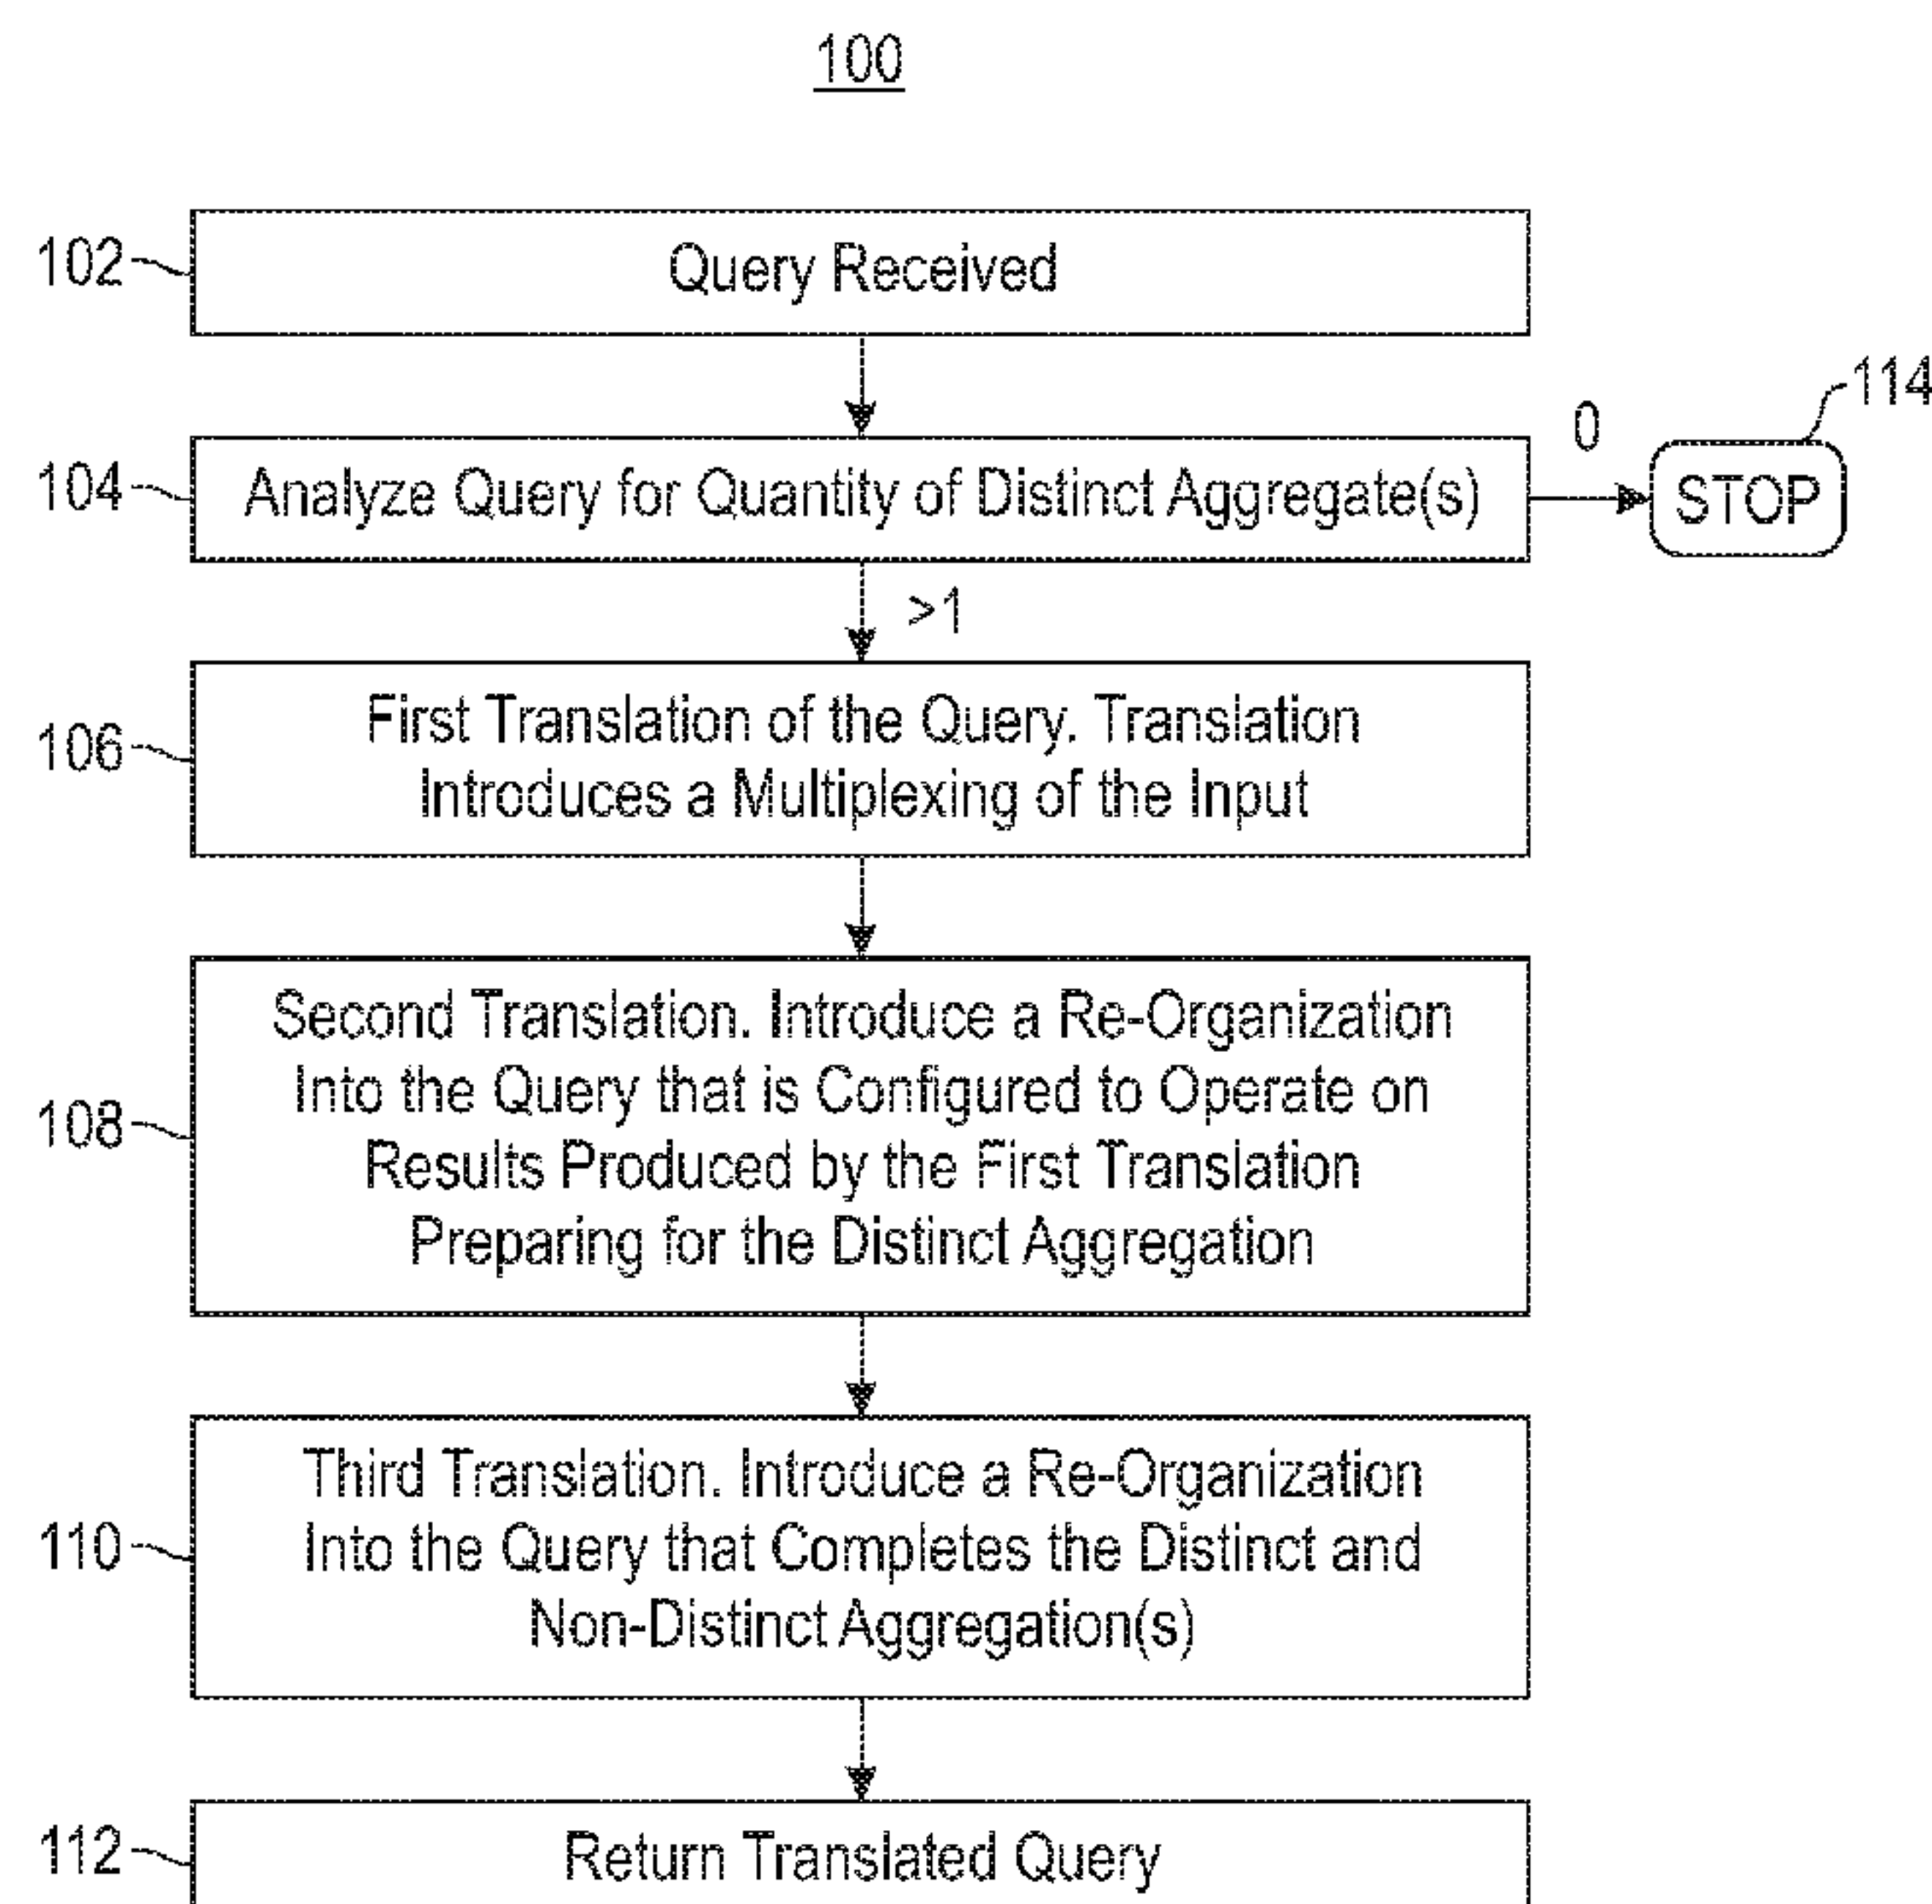 100
102
Query Received
114
0
104
Analyze Query for Quantity of Distinct Aggregate(s)
STOP
>1
106
First Translation of the Query. Translation
Introduces a Multiplexing of the Input
108
Second Translation. Introduce a Re-Organization
Into the Query that is Configured to Operate on
Results Produced by the First Translation
Preparing for the Distinct Aggregation
110
Third Translation. Introduce a Re-Organization
Into the Query that Completes the Distinct and
Non-Distinct Aggregation(s)
112
Return Translated Query